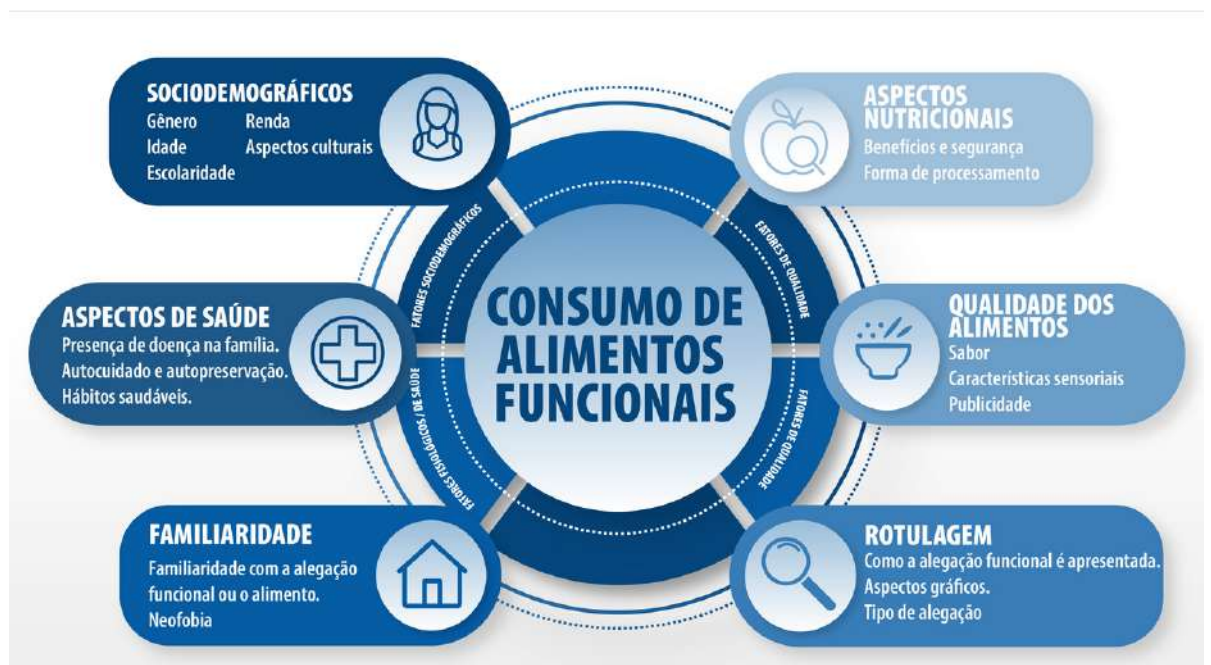 SOCIODEMOGRÁFICOS
Gênero
Renda
Idade
Aspectos culturais
Escolaridade
ASPECTOS DE SAÚDE
Presença de doença na família.
Autocuidado e autopreservação.
Hábitos saudáveis.
FAMILIARIDADE
Familiaridade com a alegação
funcional ou o alimento.
Neofobia
FATORES SOCIODEMOGRÁFICOS
FATORES FISIOLÓGICOS / DE SAÚDE
CONSUMO DE
ALIMENTOS
FUNCIONAIS
FATORES DE QUALIDADE
FATORES DE QUALIDADE
ASPECTOS
NUTRICIONAIS
Benefícios e segurança
Forma de processamento
QUALIDADE DOS
ALIMENTOS
Sabor
Características sensoriais
Publicidade
ROTULAGEM
Como a alegação funcional é apresentada.
Aspectos gráficos.
Tipo de alegação